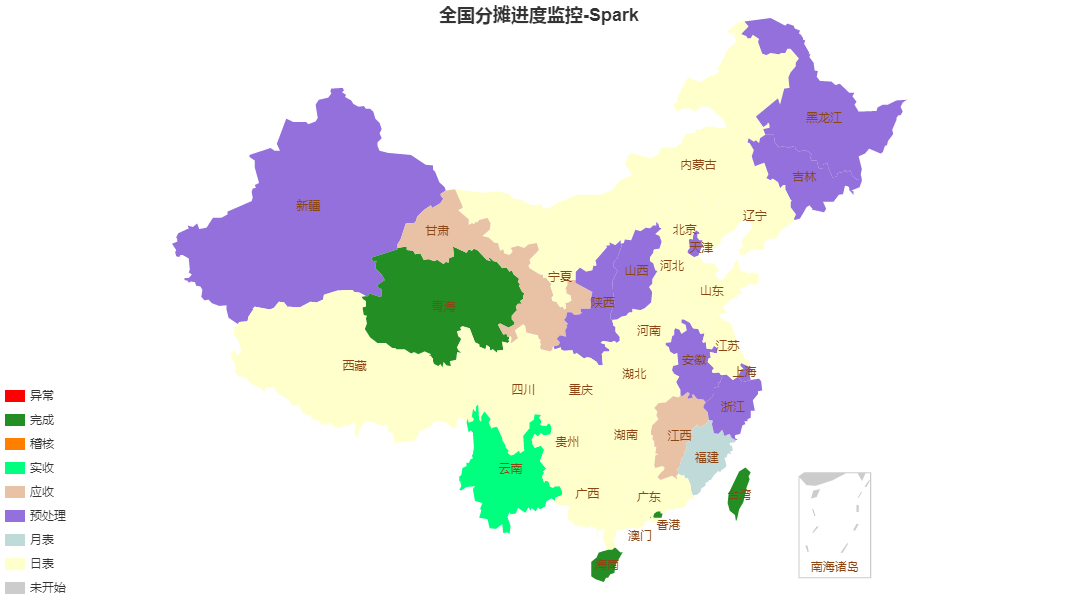 全国分摊进度监控-Spark
黑龙江
内蒙古
吉林
新疆
辽宁
甘肃
北京
天津
宁夏
山西
河北
山东
陕西
青海
河南
江苏
安徽
西藏
湖北
上海
四川
重庆
浙江
贵州
湖南
江西
福建
云南
广西
广东
台湾
香港
澳门
海南
南海诸岛
异常
完成
稽核
实收
应收
预处理
月表
日表
未开始